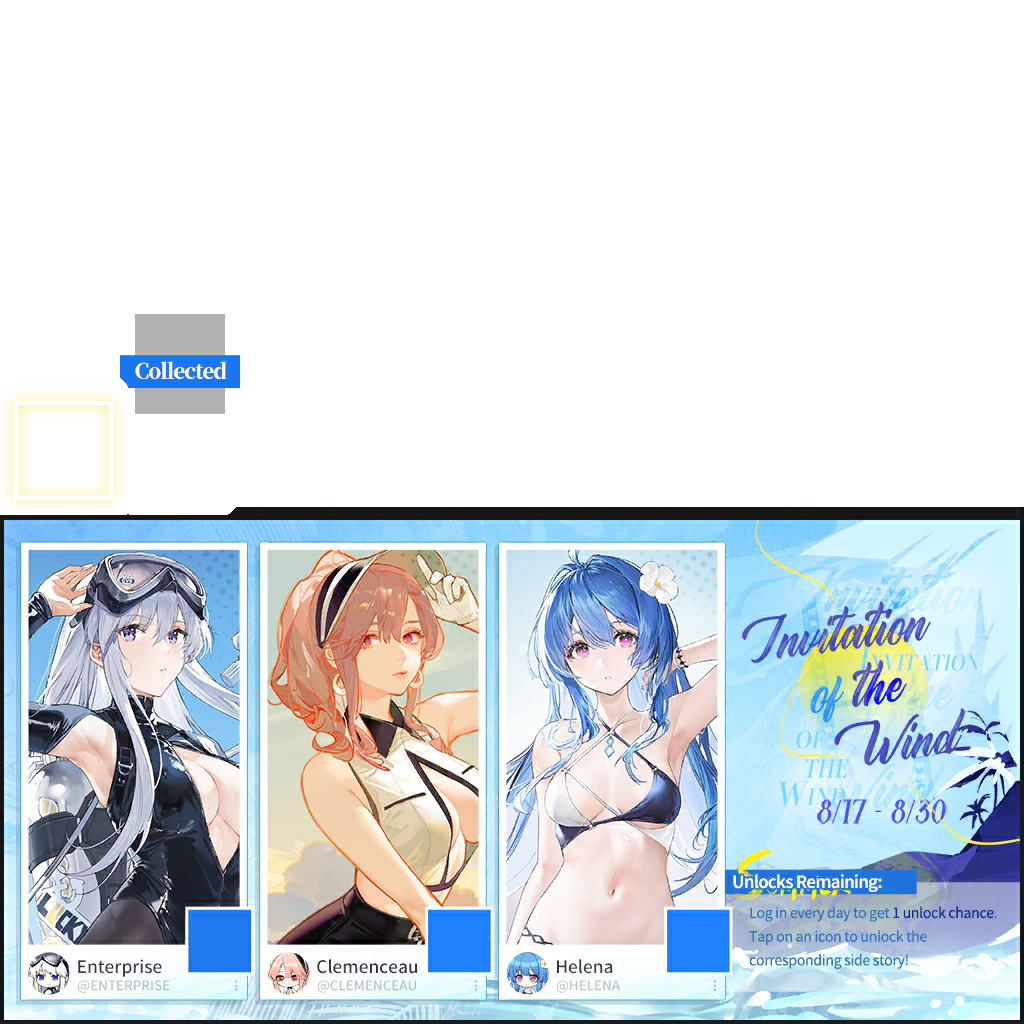 Collected
LUCKY
Enterprise
@ENTERPRISE
Clemenceau
@CLEMENCEAU
Helena
@HELENA
Invitation
INVITATION
of the
OF
Wind
THE
WIND
8/17 - 8/30
Unlocks Remaining:
Log in every day to get 1 unlock chance.
Tap on an icon to unlock the
corresponding side story!